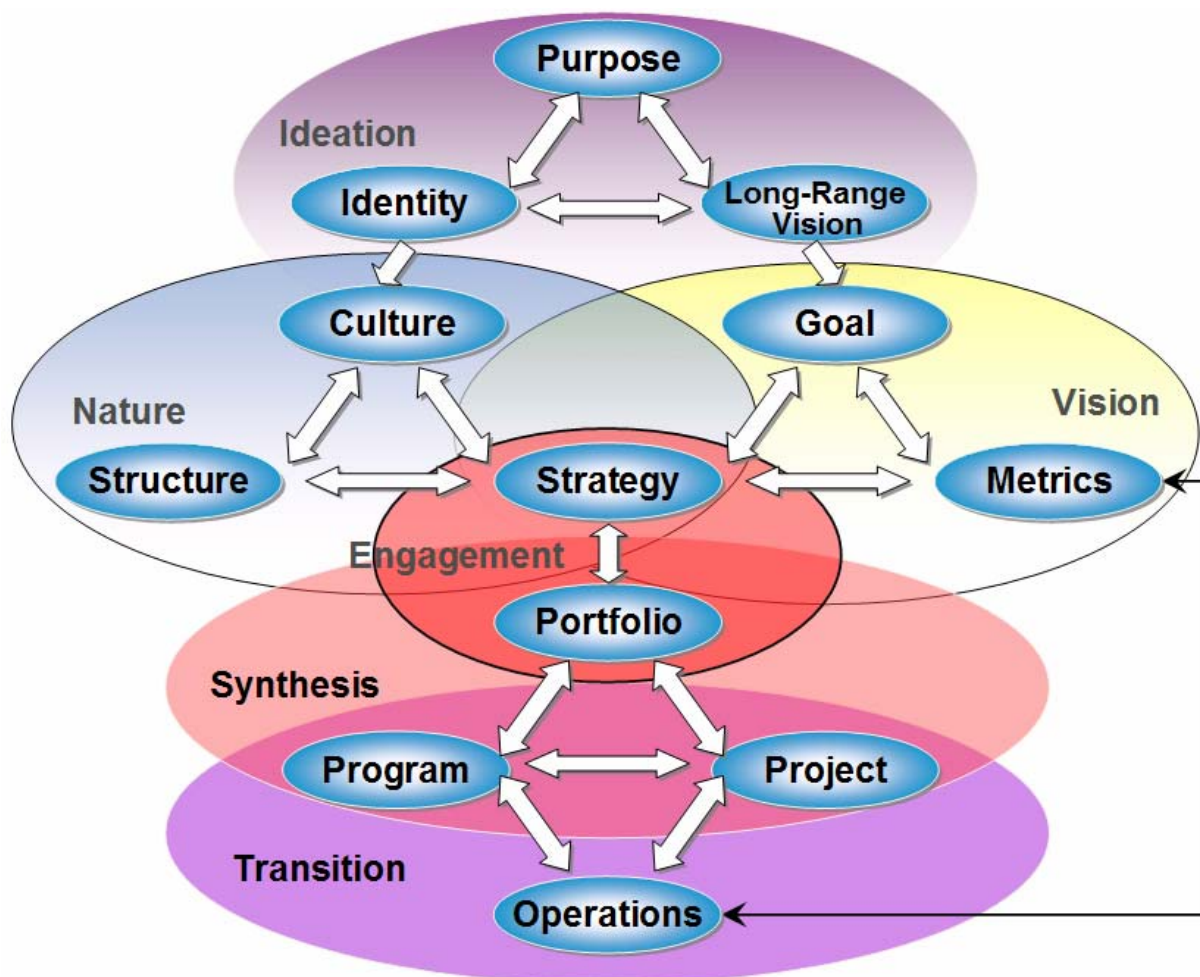 Purpose
Ideation
Identity
Long-Range
Vision
Culture
Goal
Nature
Vision
Structure
Strategy
Metrics
Engagement
Portfolio
Synthesis
Program
Project
Transition
Operations